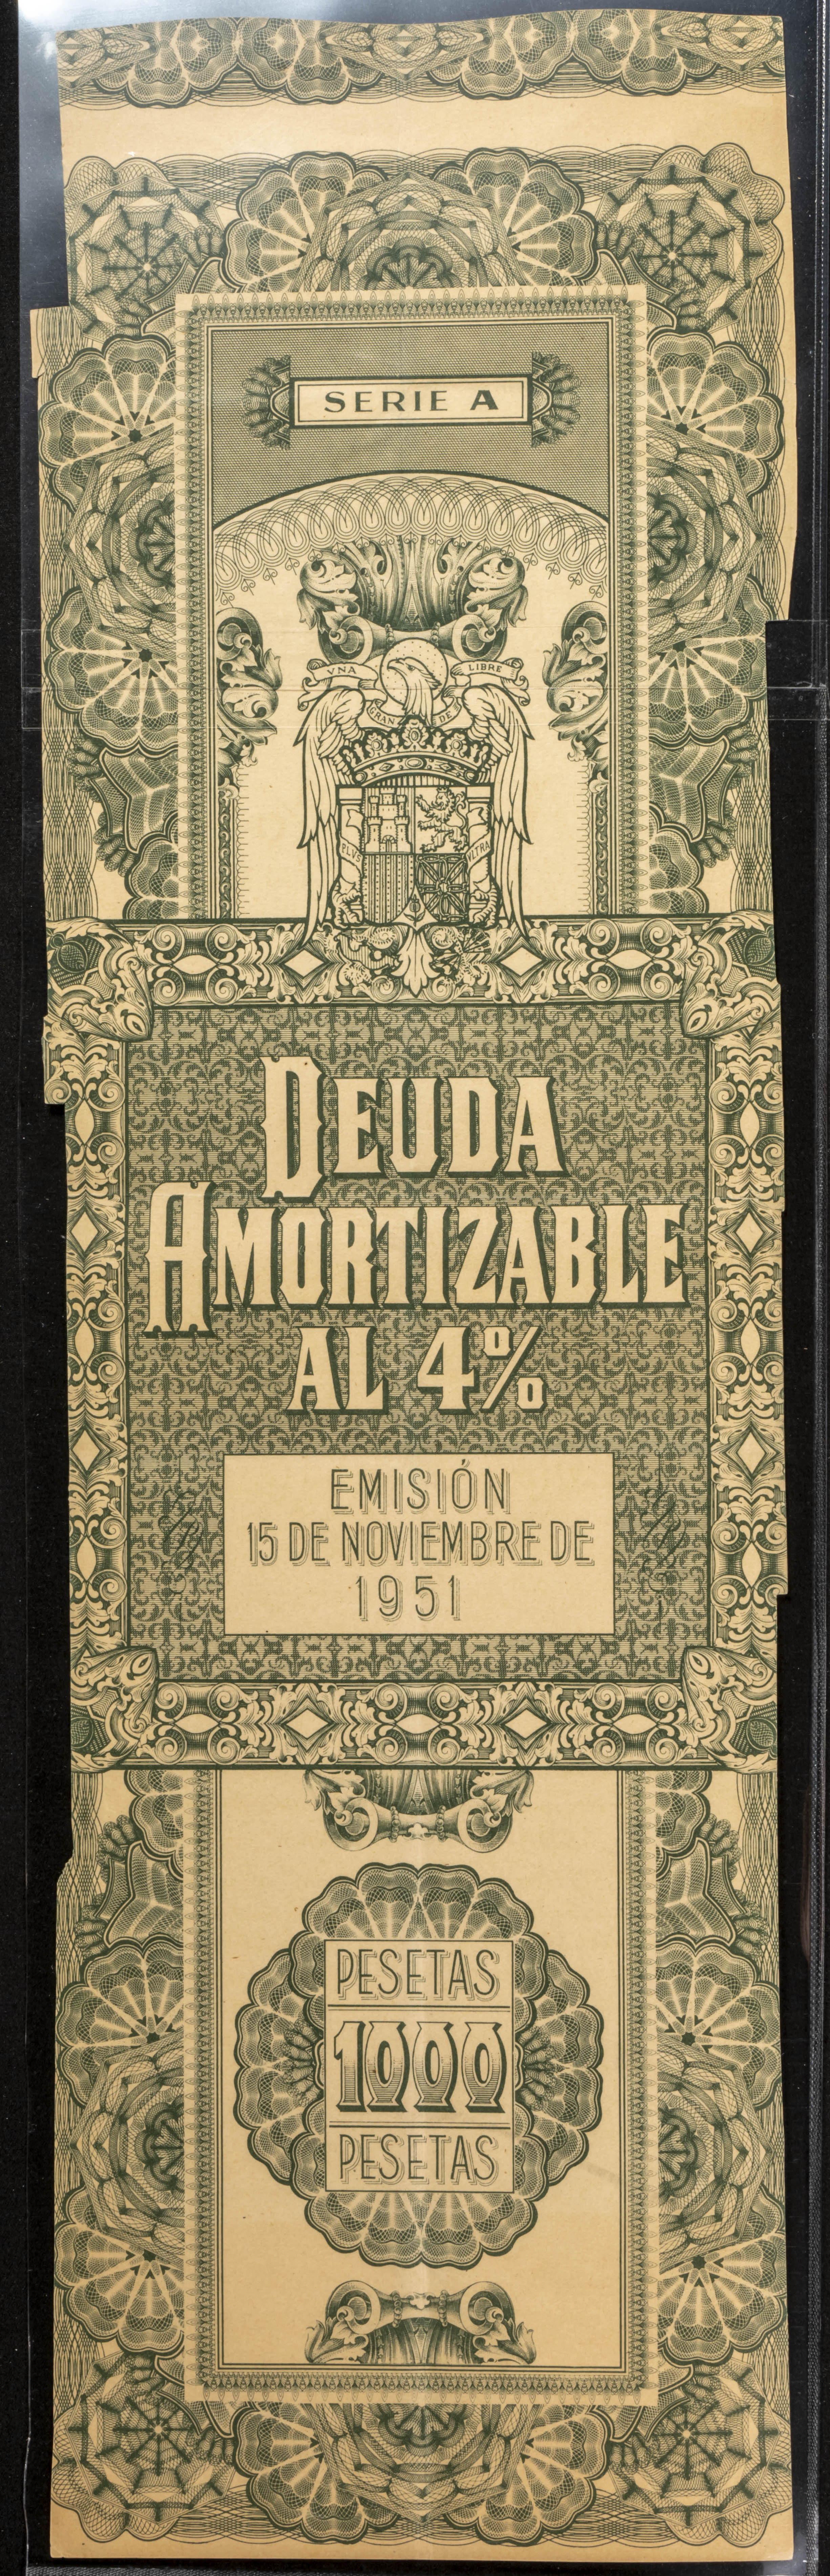 SERIE A
VNA LIBRE
GRANDE
PLVS VLTRA
DEUDA
AMORTIZABLE
AL 4%
EMISIÓN
15 DE NOVIEMBRE DE
1951
PESETAS
1000
PESETAS